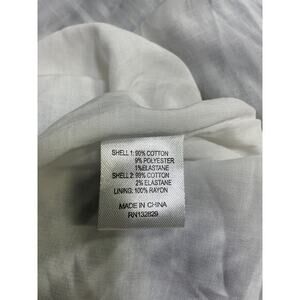 SHELL 1: 90% COTTON
9% POLYESTER
1% ELASTANE
SHELL 2: 98% COTTON
2% ELASTANE
LINING: 100% RAYON
MADE IN CHINA
RN132829